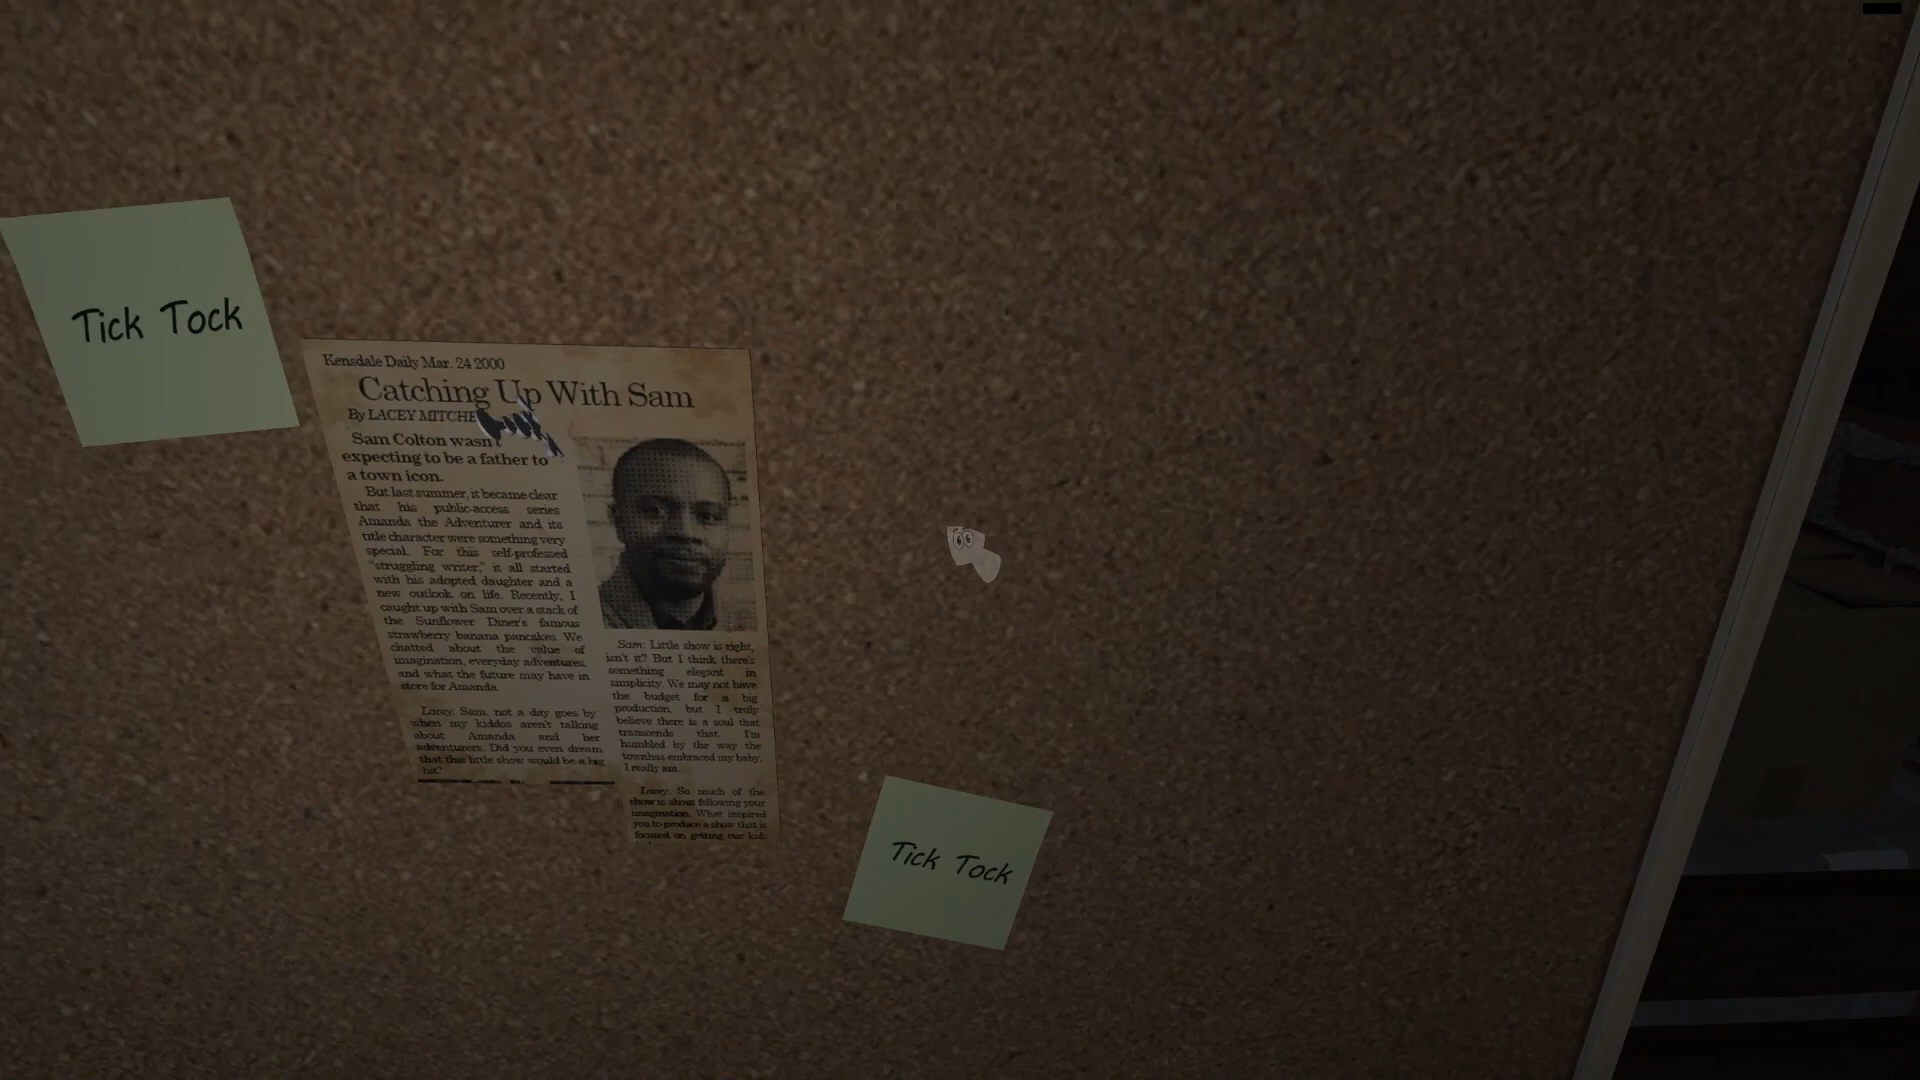 Tick Tock
Kensdale Daily Mar. 24 2000
Catching Up With Sam
By LACEY MITCHE
Sam Colton wasn't
expecting to be a father to
a town icon.
But last summer, it became clear
that his public-access series
Amanda the Adventurer and its
title character were something very
special. For this self-professed
"struggling writer," it all started
with his adopted daughter and a
new outlook on life. Recently, I
caught up with Sam over a stack of
the Sunflower Diner's famous
strawberry banana pancakes. We
chatted about the value of
imagination, everyday adventures,
and what the future may have in
store for Amanda.
Lacey: Sam, not a day goes by
when my kiddos aren't talking
about Amanda and her
adventurers. Did you even dream
that this little show would be a big
hit?
Sam: Little show is right,
isn't it? But I think there's
something elegant in
simplicity. We may not have
the budget for a big
production, but I truly
believe there is a soul that
transcends that. I'm
humbled by the way the
townhas embraced my baby,
I really am.
Lacey: So much of the
show is about following your
imagination. What inspired
you to produce a show that is
focused on getting our kids
Tick Tock